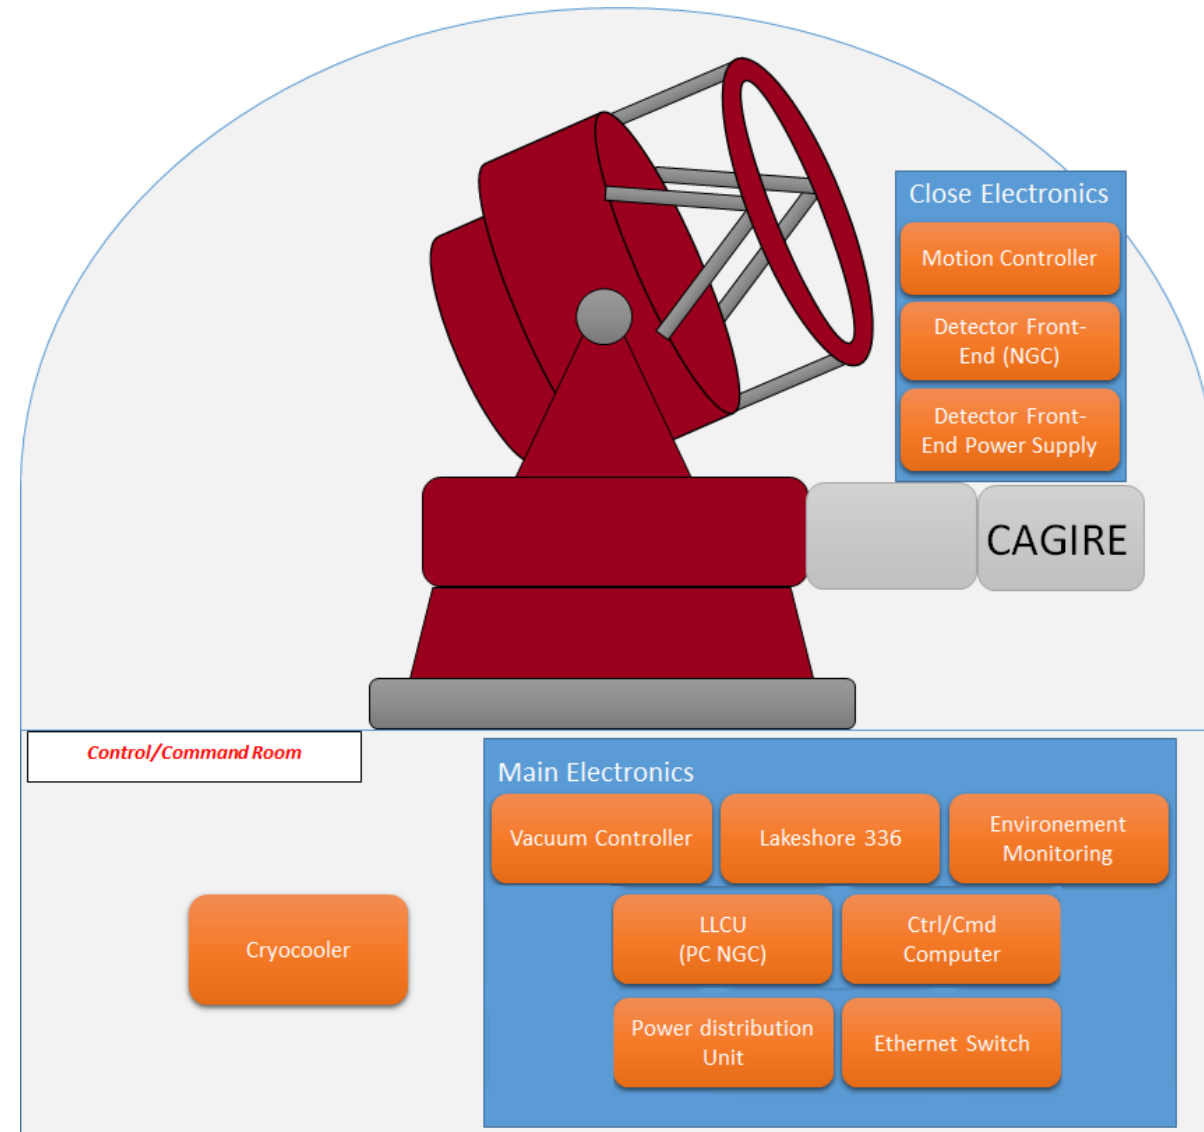 Close Electronics
Motion Controller
Detector Front-
End (NGC)
Detector Front-
End Power Supply
CAGIRE
Control/Command Room
Main Electronics
Vacuum Controller
Lakeshore 336
Environement
Monitoring
LLCU
(PC NGC)
Ctrl/Cmd
Computer
Cryocooler
Power distribution
Unit
Ethernet Switch